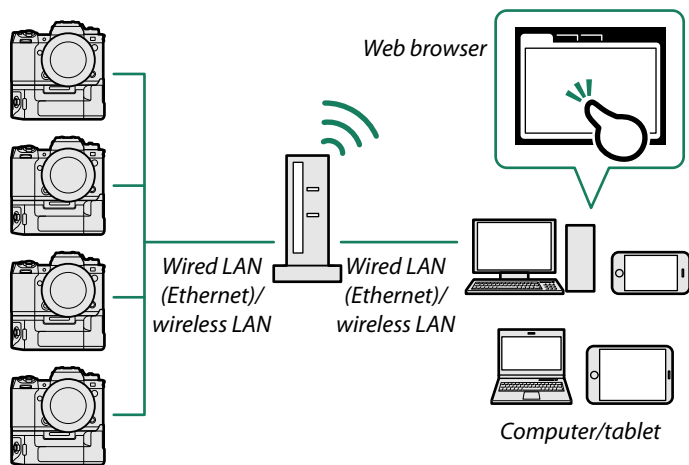 Web browser
Wired LAN
(Ethernet)/
wireless LAN
Wired LAN
(Ethernet)/
wireless LAN
Computer/tablet